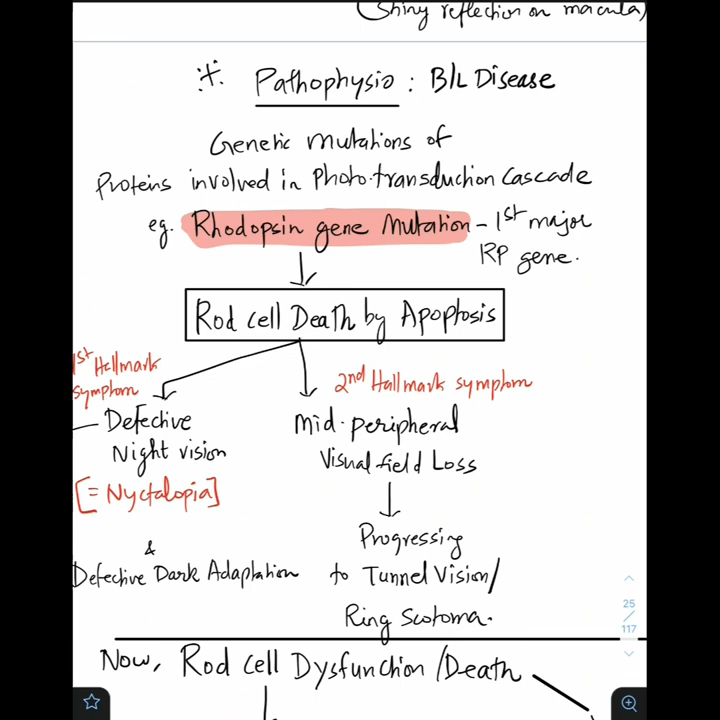 (Shiny reflection on macula)
* Pathophysio : B/L Disease
Genetic mutations of
Proteins involved in Photo.transduction Cascade
eg. Rhodopsin gene Mutation - 1st major
RP gene.
Rod cell Death by Apoptosis
1st Hallmark
symptom
2nd Hallmark symptom
Defective
Night vision
[= Nyctalopia]
Mid-peripheral
Visual field Loss
&
Defective Dark Adaptation
Progressing
to Tunnel Vision/
Ring Scotoma.
25
/
117
Now, Rod cell Dysfunction /Death